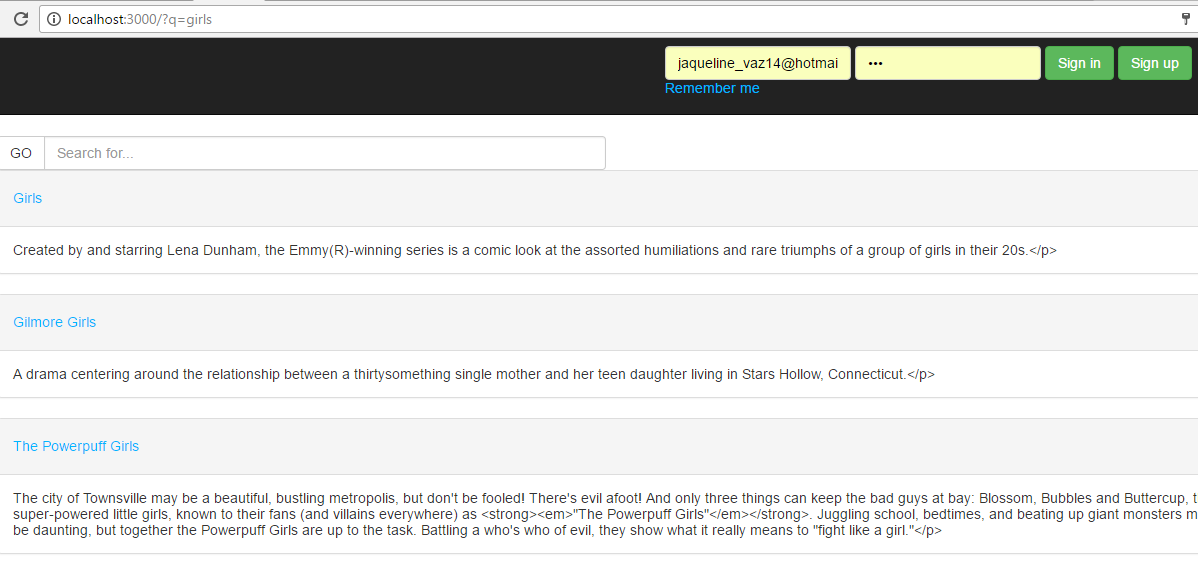 localhost:3000/?q=girls
jaqueline_vaz14@hotmai ••• Sign in Sign up
Remember me
GO Search for...
Girls
Created by and starring Lena Dunham, the Emmy(R)-winning series is a comic look at the assorted humiliations and rare triumphs of a group of girls in their 20s.</p>
Gilmore Girls
A drama centering around the relationship between a thirtysomething single mother and her teen daughter living in Stars Hollow, Connecticut.</p>
The Powerpuff Girls
The city of Townsville may be a beautiful, bustling metropolis, but don't be fooled! There's evil afoot! And only three things can keep the bad guys at bay: Blossom, Bubbles and Buttercup, t
super-powered little girls, known to their fans (and villains everywhere) as <strong><em>"The Powerpuff Girls"</em></strong>. Juggling school, bedtimes, and beating up giant monsters m
be daunting, but together the Powerpuff Girls are up to the task. Battling a who's who of evil, they show what it really means to "fight like a girl."</p>